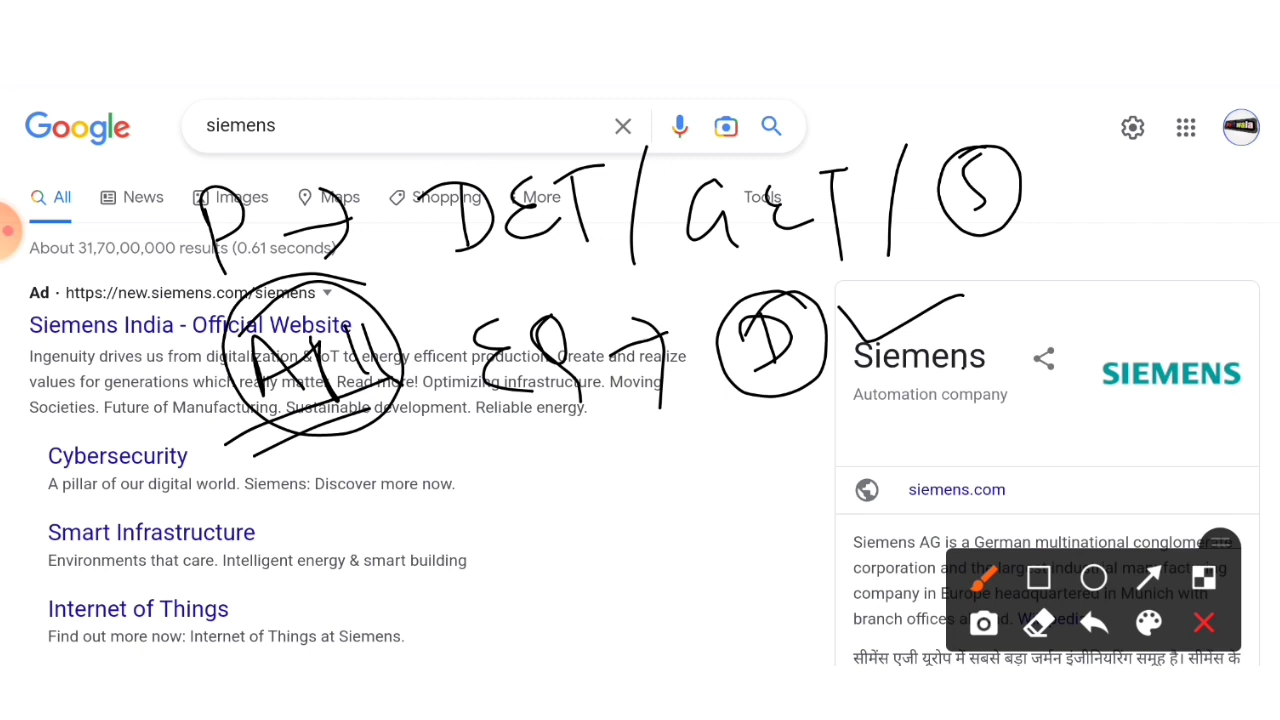 Google
siemens
All News Images Maps Shopping More Tools
P → DET / GET / S
About 31,70,00,000 results (0.61 seconds)
Ad · https://new.siemens.com/siemens
Siemens India - Official Website
Ingenuity drives us from digitalization & IoT to energy efficent production. Create and realize
values for generations which really matter. Read more! Optimizing infrastructure. Moving
Societies. Future of Manufacturing. Sustainable development. Reliable energy.
EQ → D
Cybersecurity
A pillar of our digital world. Siemens: Discover more now.
Smart Infrastructure
Environments that care. Intelligent energy & smart building
Internet of Things
Find out more now: Internet of Things at Siemens.
Siemens
Automation company
SIEMENS
siemens.com
Siemens AG is a German multinational conglomerate
corporation and the largest industrial manufacturing
company in Europe headquartered in Munich with
branch offices
सीमेंस एजी यूरोप में सबसे बड़ा जर्मन इंजीनियरिंग समूह है। सीमेंस के